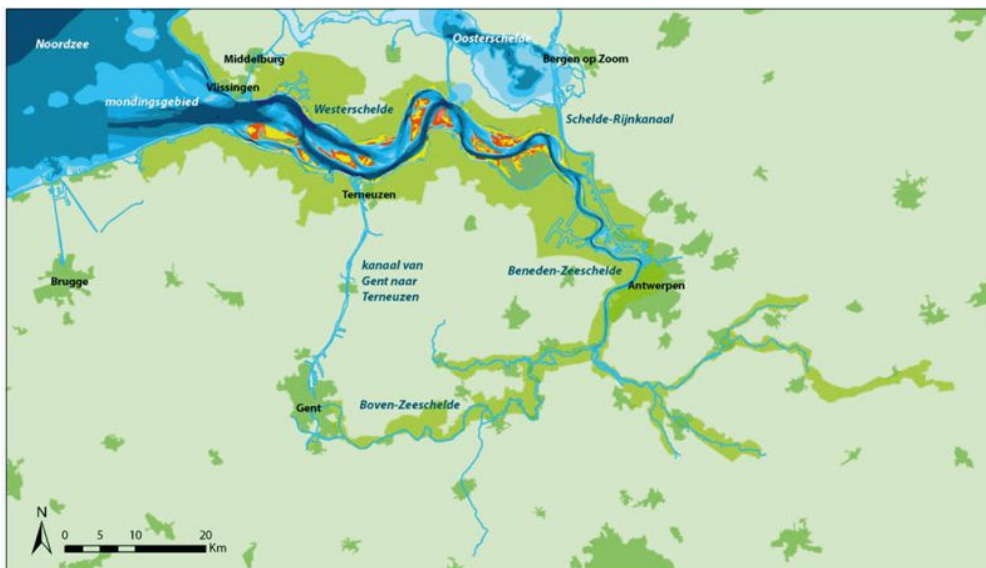 Noordzee
Oosterschelde
Middelburg
Bergen op Zoom
Vlissingen
mondingsgebied
Westerschelde
Schelde-Rijnkanaal
Terneuzen
kanaal van
Gent naar
Terneuzen
Beneden-Zeeschelde
Brugge
Antwerpen
Gent
Boven-Zeeschelde
N
0 5 10 20
Km